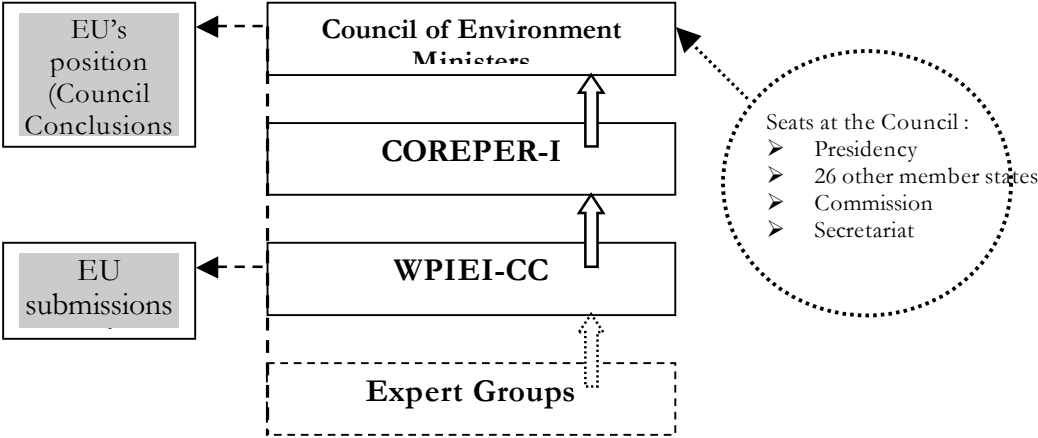 EU's
position
(Council
Conclusions
Council of Environment
Ministers
COREPER-I
WPIEI-CC
EU
submissions
Expert Groups
Seats at the Council :
➢ Presidency
➢ 26 other member states
➢ Commission
➢ Secretariat